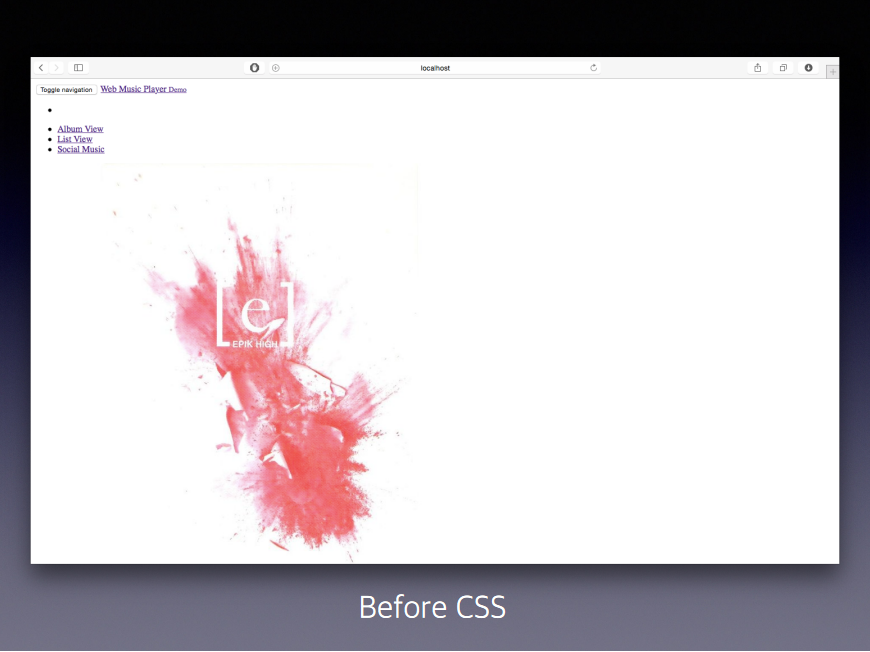 localhost
Toggle navigation Web Music Player Demo
Album View
List View
Social Music
[e]
EPIK HIGH
Before CSS